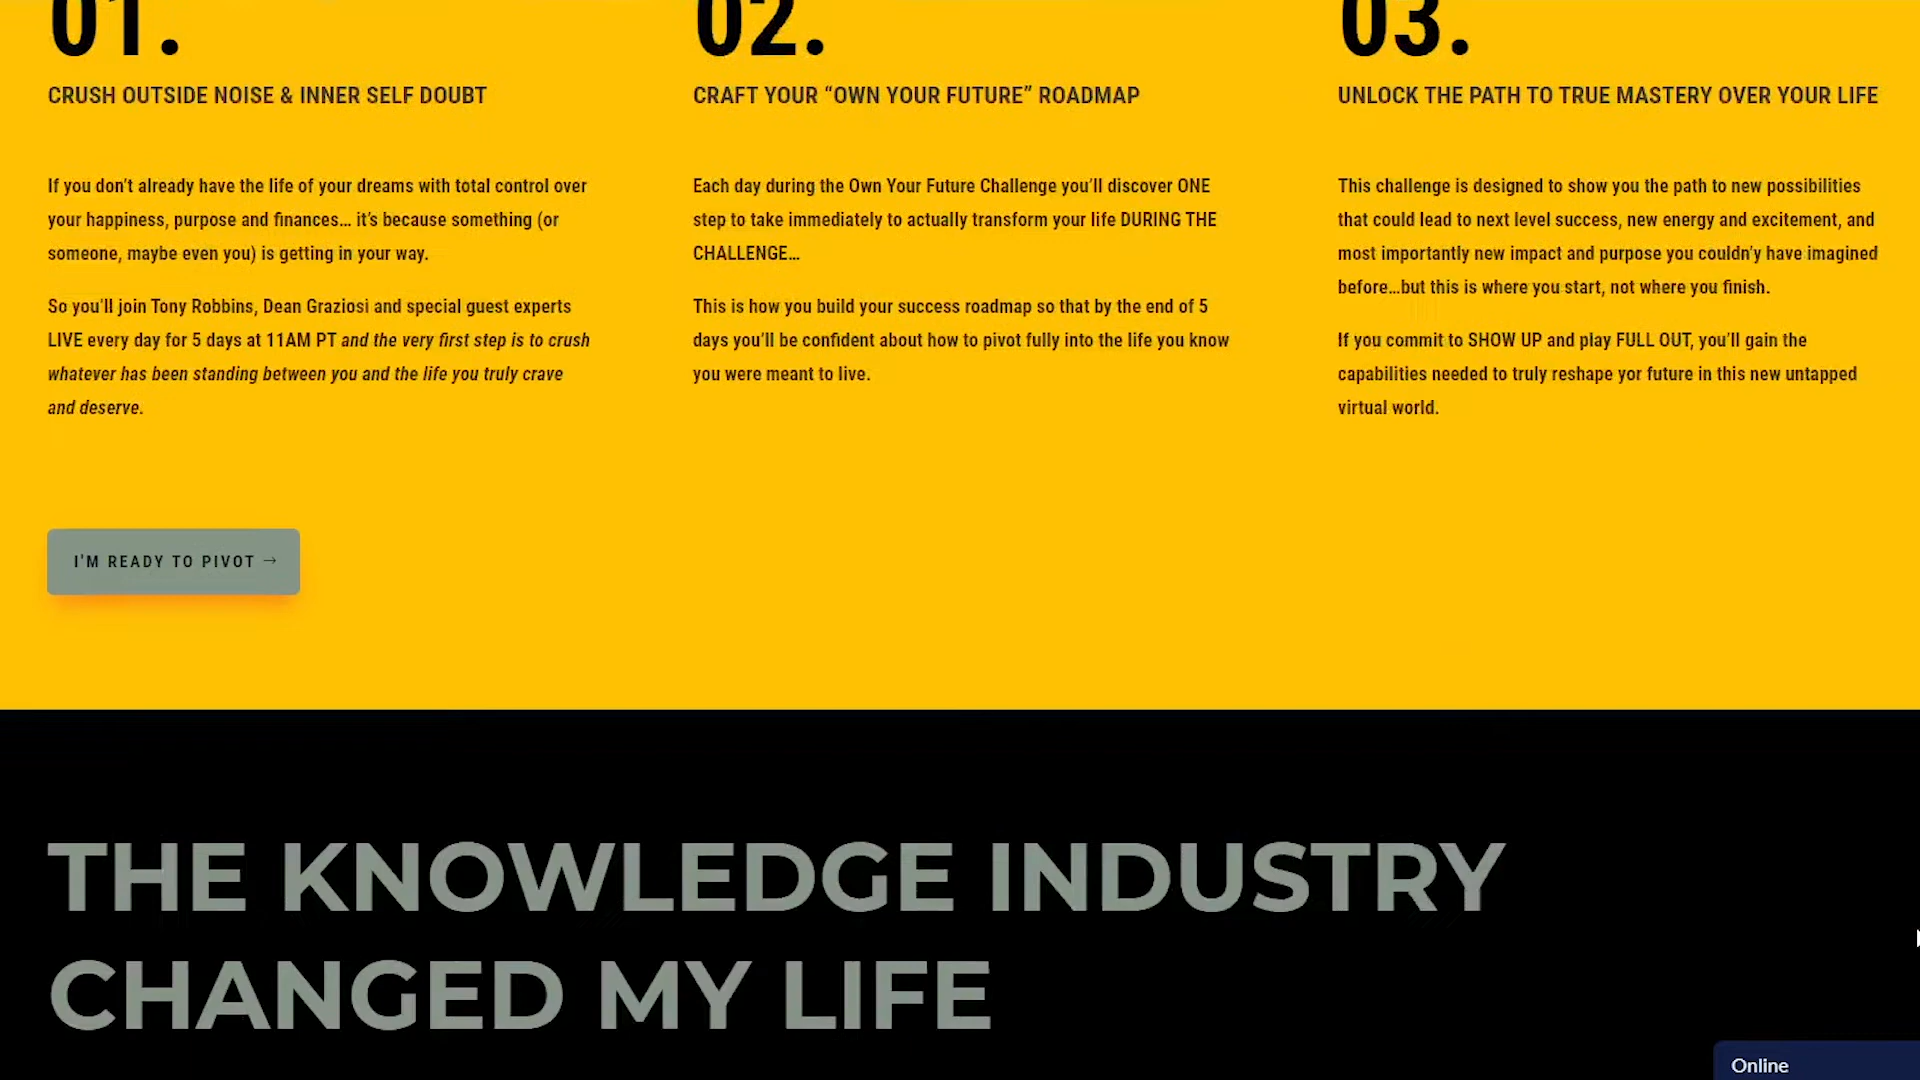 01.
CRUSH OUTSIDE NOISE & INNER SELF DOUBT
If you don't already have the life of your dreams with total control over
your happiness, purpose and finances... it's because something (or
someone, maybe even you) is getting in your way.
So you'll join Tony Robbins, Dean Graziosi and special guest experts
LIVE every day for 5 days at 11AM PT and the very first step is to crush
whatever has been standing between you and the life you truly crave
and deserve.
02.
CRAFT YOUR “OWN YOUR FUTURE” ROADMAP
Each day during the Own Your Future Challenge you'll discover ONE
step to take immediately to actually transform your life DURING THE
CHALLENGE...
This is how you build your success roadmap so that by the end of 5
days you'll be confident about how to pivot fully into the life you know
you were meant to live.
03.
UNLOCK THE PATH TO TRUE MASTERY OVER YOUR LIFE
This challenge is designed to show you the path to new possibilities
that could lead to next level success, new energy and excitement, and
most importantly new impact and purpose you couldn'y have imagined
before...but this is where you start, not where you finish.
If you commit to SHOW UP and play FULL OUT, you'll gain the
capabilities needed to truly reshape yor future in this new untapped
virtual world.
I'M READY TO PIVOT →
THE KNOWLEDGE INDUSTRY
CHANGED MY LIFE
Online